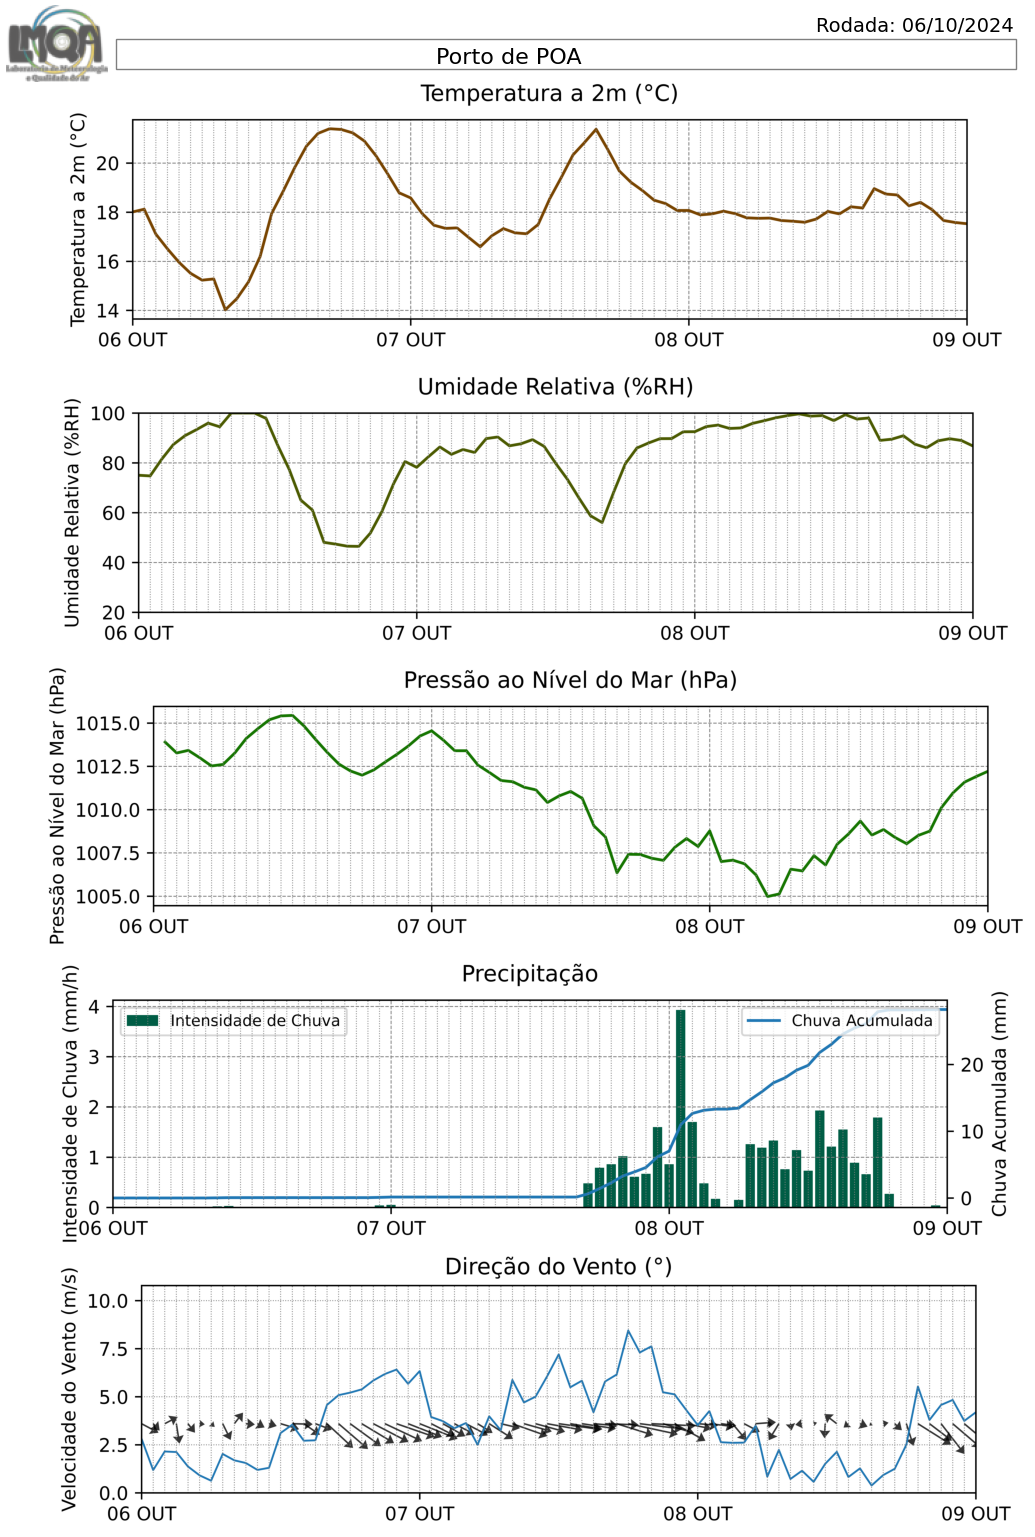 Rodada: 06/10/2024
LMQA
Laboratório de Meteorologia
e Qualidade do Ar
Porto de POA
Temperatura a 2m (°C)
Temperatura a 2m (°C)
20
18
16
14
06 OUT 07 OUT 08 OUT 09 OUT
Umidade Relativa (%RH)
Umidade Relativa (%RH)
100
80
60
40
20
06 OUT 07 OUT 08 OUT 09 OUT
Pressão ao Nível do Mar (hPa)
Pressão ao Nível do Mar (hPa)
1015.0
1012.5
1010.0
1007.5
1005.0
06 OUT 07 OUT 08 OUT 09 OUT
Precipitação
Intensidade de Chuva (mm/h)
4
3
2
1
0
Intensidade de Chuva
Chuva Acumulada
20
10
0
Chuva Acumulada (mm)
06 OUT 07 OUT 08 OUT 09 OUT
Direção do Vento (°)
Velocidade do Vento (m/s)
10.0
7.5
5.0
2.5
0.0
06 OUT 07 OUT 08 OUT 09 OUT